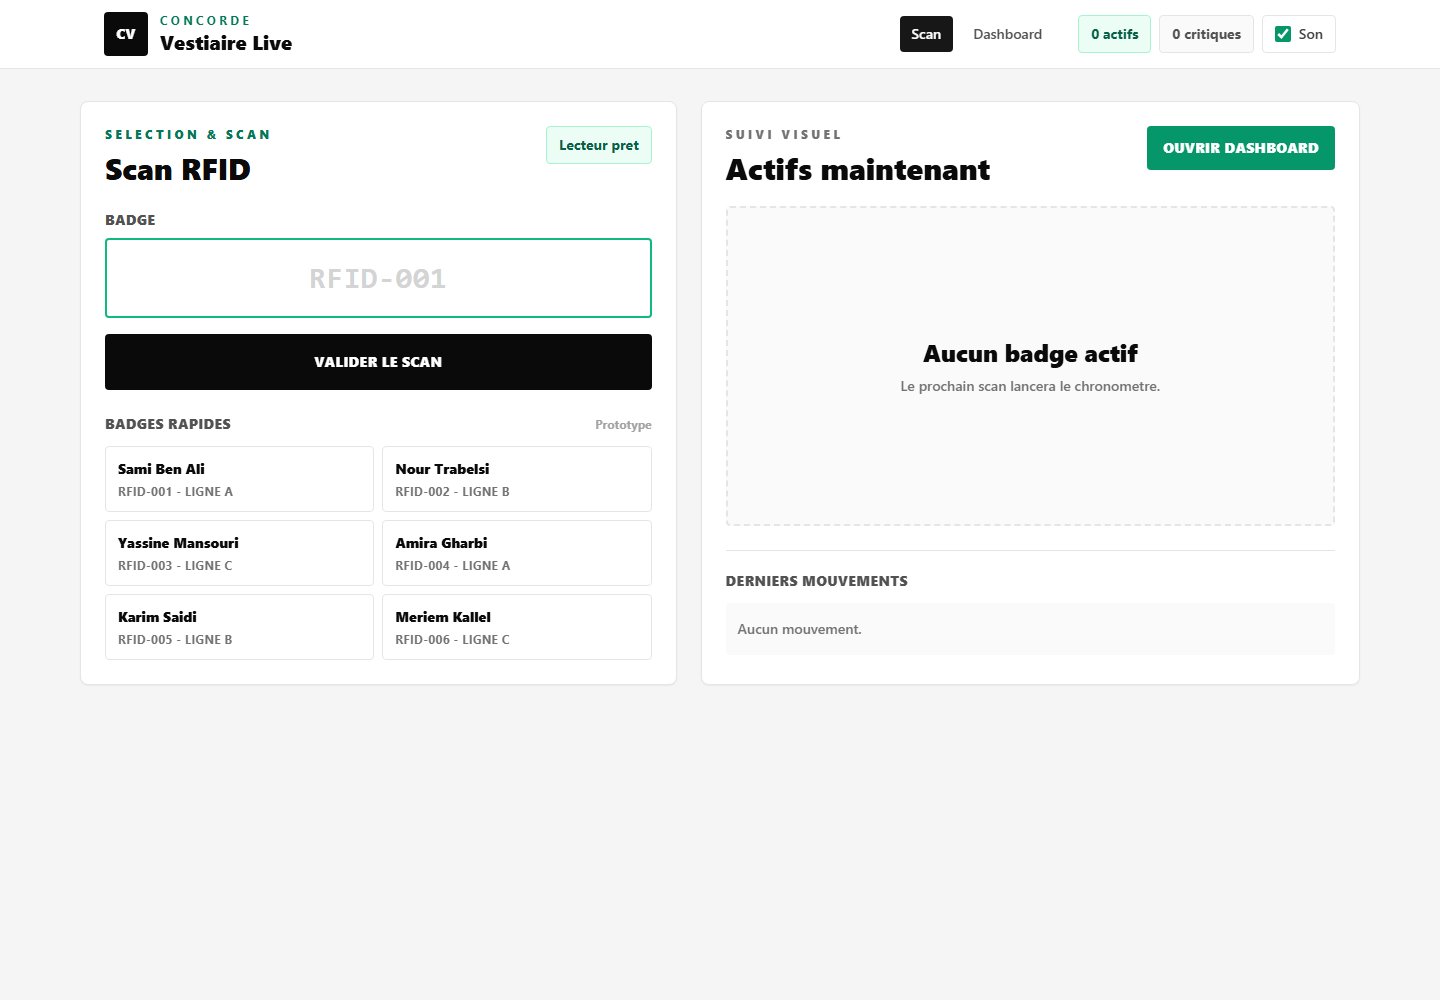 CV
CONCORDE
Vestiaire Live
Scan
Dashboard
0 actifs
0 critiques
Son
SELECTION & SCAN
Scan RFID
Lecteur pret
BADGE
RFID-001
VALIDER LE SCAN
BADGES RAPIDES
Prototype
Sami Ben Ali
RFID-001 - LIGNE A
Nour Trabelsi
RFID-002 - LIGNE B
Yassine Mansouri
RFID-003 - LIGNE C
Amira Gharbi
RFID-004 - LIGNE A
Karim Saidi
RFID-005 - LIGNE B
Meriem Kallel
RFID-006 - LIGNE C
SUIVI VISUEL
Actifs maintenant
OUVRIR DASHBOARD
Aucun badge actif
Le prochain scan lancera le chronometre.
DERNIERS MOUVEMENTS
Aucun mouvement.